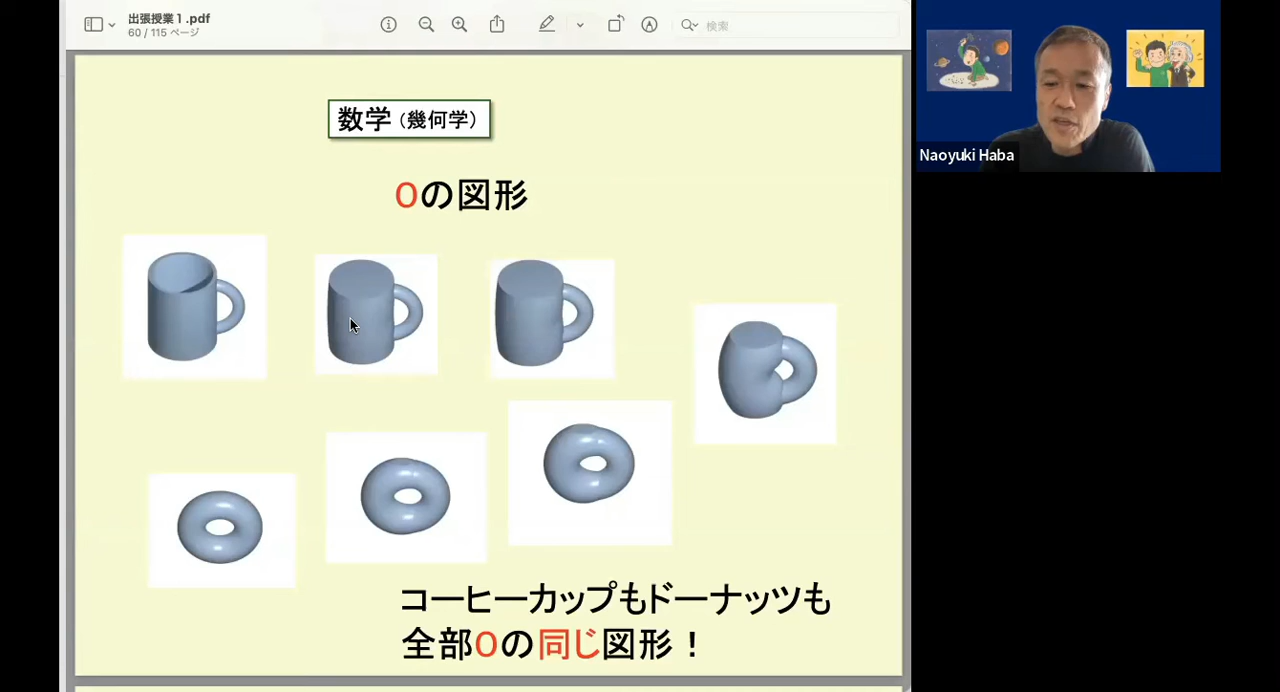 出張授業１.pdf
60 / 115 ページ
検索
数学（幾何学）
Oの図形
コーヒーカップもドーナッツも
全部Oの同じ図形！
Naoyuki Haba